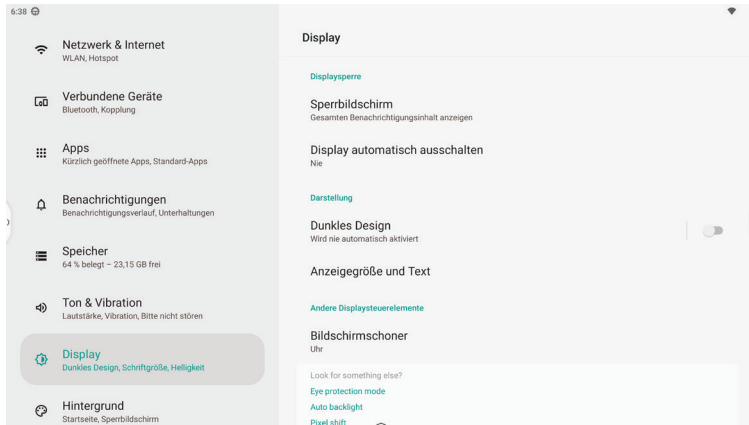 6:38
Netzwerk & Internet
WLAN, Hotspot
Verbundene Geräte
Bluetooth, Kopplung
Apps
Kürzlich geöffnete Apps, Standard-Apps
Benachrichtigungen
Benachrichtigungsverlauf, Unterhaltungen
Speicher
64 % belegt – 23,15 GB frei
Ton & Vibration
Lautstärke, Vibration, Bitte nicht stören
Display
Dunkles Design, Schriftgröße, Helligkeit
Hintergrund
Startseite, Sperrbildschirm
Display
Displaysperre
Sperrbildschirm
Gesamten Benachrichtigungsinhalt anzeigen
Display automatisch ausschalten
Nie
Darstellung
Dunkles Design
Wird nie automatisch aktiviert
Anzeigegröße und Text
Andere Displaysteuerelemente
Bildschirmschoner
Uhr
Look for something else?
Eye protection mode
Auto backlight
Pixel shift